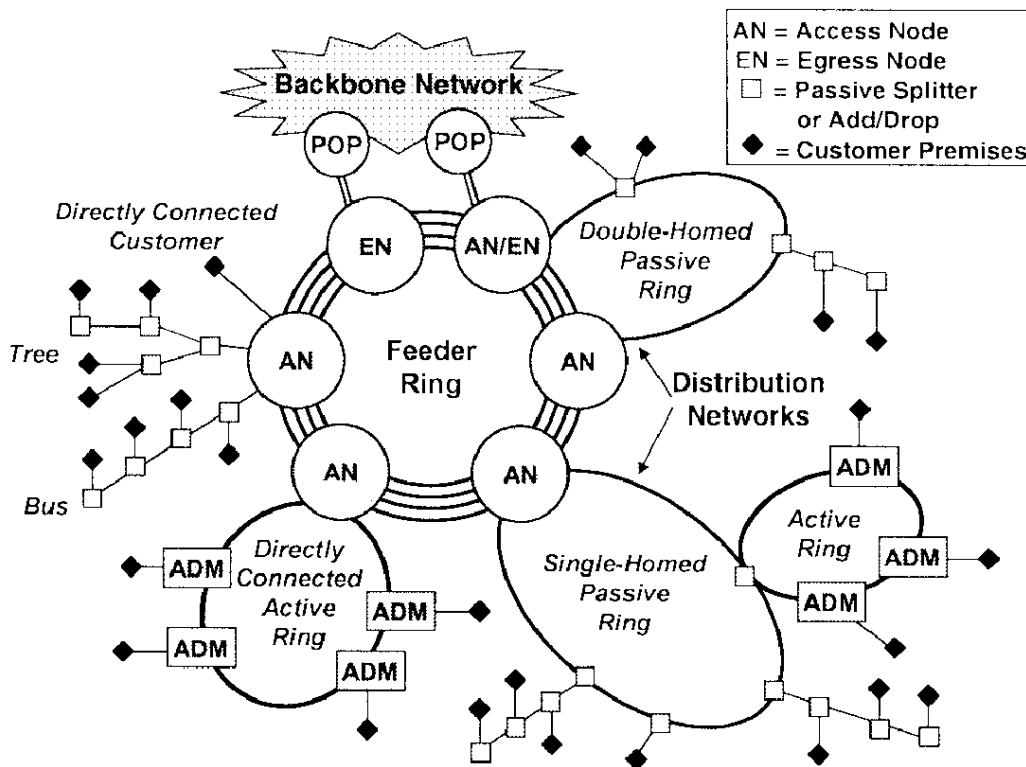 AN = Access Node
EN = Egress Node
= Passive Splitter
or Add/Drop
= Customer Premises
Backbone Network
POP
POP
Directly Connected
Customer
EN
AN/EN
Double-Homed
Passive
Ring
Tree
AN
Feeder
Ring
AN
Distribution
Networks
Bus
AN
AN
ADM
Active
Ring
ADM
ADM
Directly
Connected
Active
Ring
ADM
ADM
ADM
ADM
Single-Homed
Passive
Ring